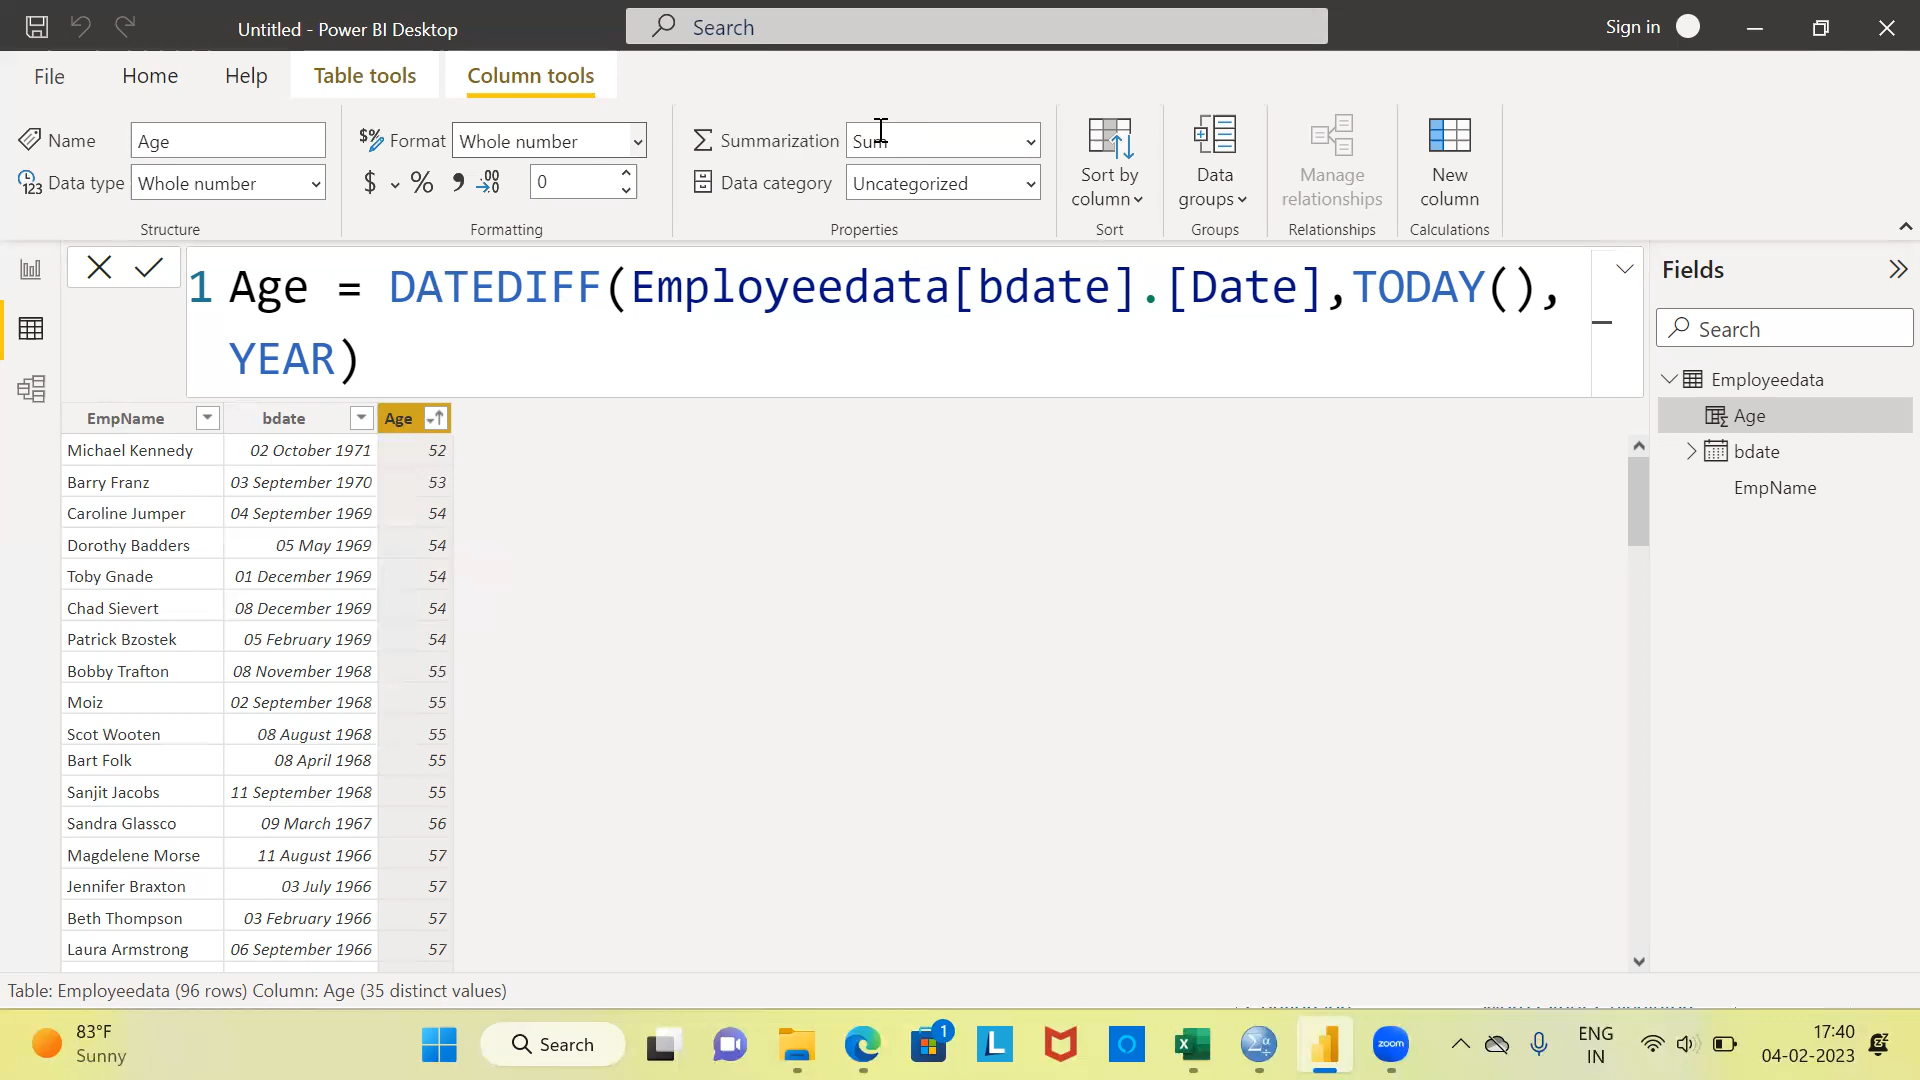 Untitled - Power BI Desktop
Search
Sign in
File
Home
Help
Table tools
Column tools
Name
Age
Format
Whole number
Summarization
Sum
Data type
Whole number
$
%
0
Data category
Uncategorized
Sort by
column
Data
groups
Manage
relationships
New
column
Structure
Formatting
Properties
Sort
Groups
Relationships
Calculations
1 Age = DATEDIFF(Employeedata[bdate].[Date],TODAY(),
YEAR)
Fields
Search
Employeedata
Age
bdate
EmpName
EmpName bdate Age
Michael Kennedy 02 October 1971 52
Barry Franz 03 September 1970 53
Caroline Jumper 04 September 1969 54
Dorothy Badders 05 May 1969 54
Toby Gnade 01 December 1969 54
Chad Sievert 08 December 1969 54
Patrick Bzostek 05 February 1969 54
Bobby Trafton 08 November 1968 55
Moiz 02 September 1968 55
Scot Wooten 08 August 1968 55
Bart Folk 08 April 1968 55
Sanjit Jacobs 11 September 1968 55
Sandra Glassco 09 March 1967 56
Magdelene Morse 11 August 1966 57
Jennifer Braxton 03 July 1966 57
Beth Thompson 03 February 1966 57
Laura Armstrong 06 September 1966 57
Table: Employeedata (96 rows) Column: Age (35 distinct values)
83°F
Sunny
Search
1
L
zoom
ENG
IN
17:40
04-02-2023